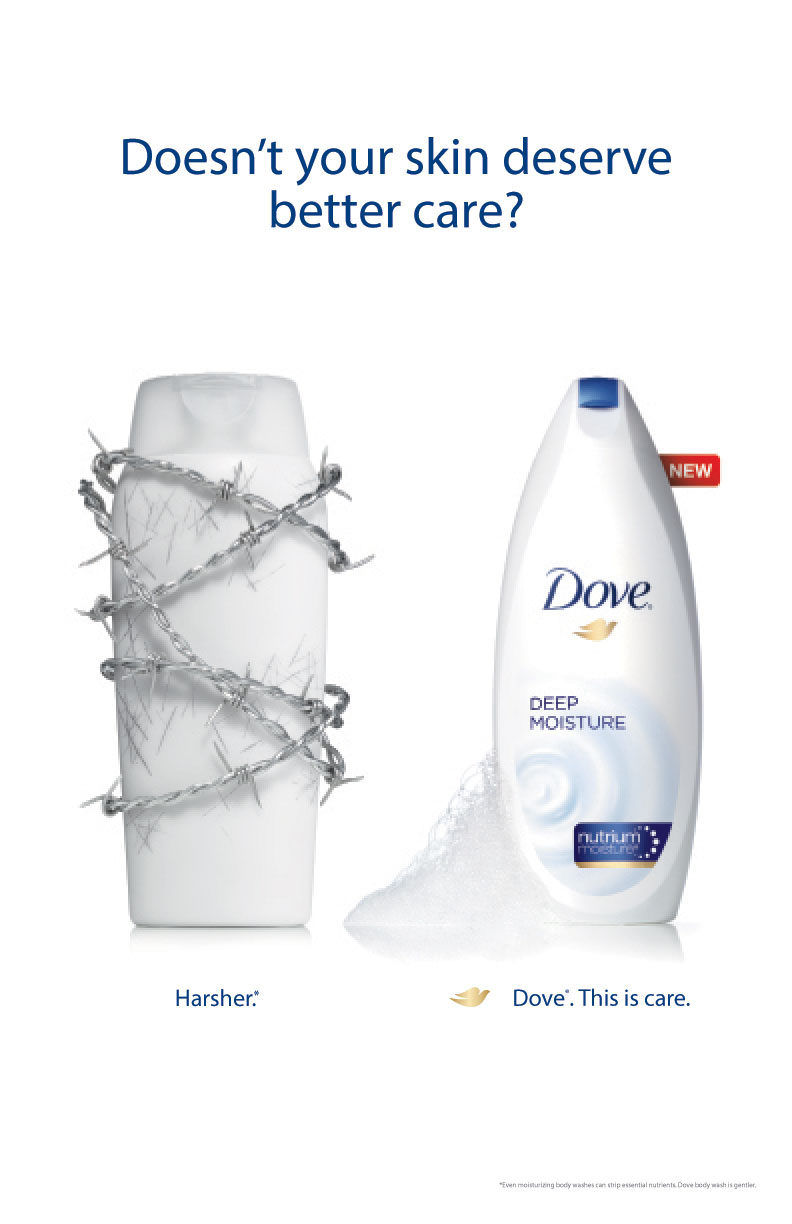 Doesn't your skin deserve
better care?
NEW
Dove®
DEEP
MOISTURE
nutrium
moisture®
Harsher.*
Dove®. This is care.
*Even moisturizing body washes can strip essential nutrients. Dove body wash is gentler.